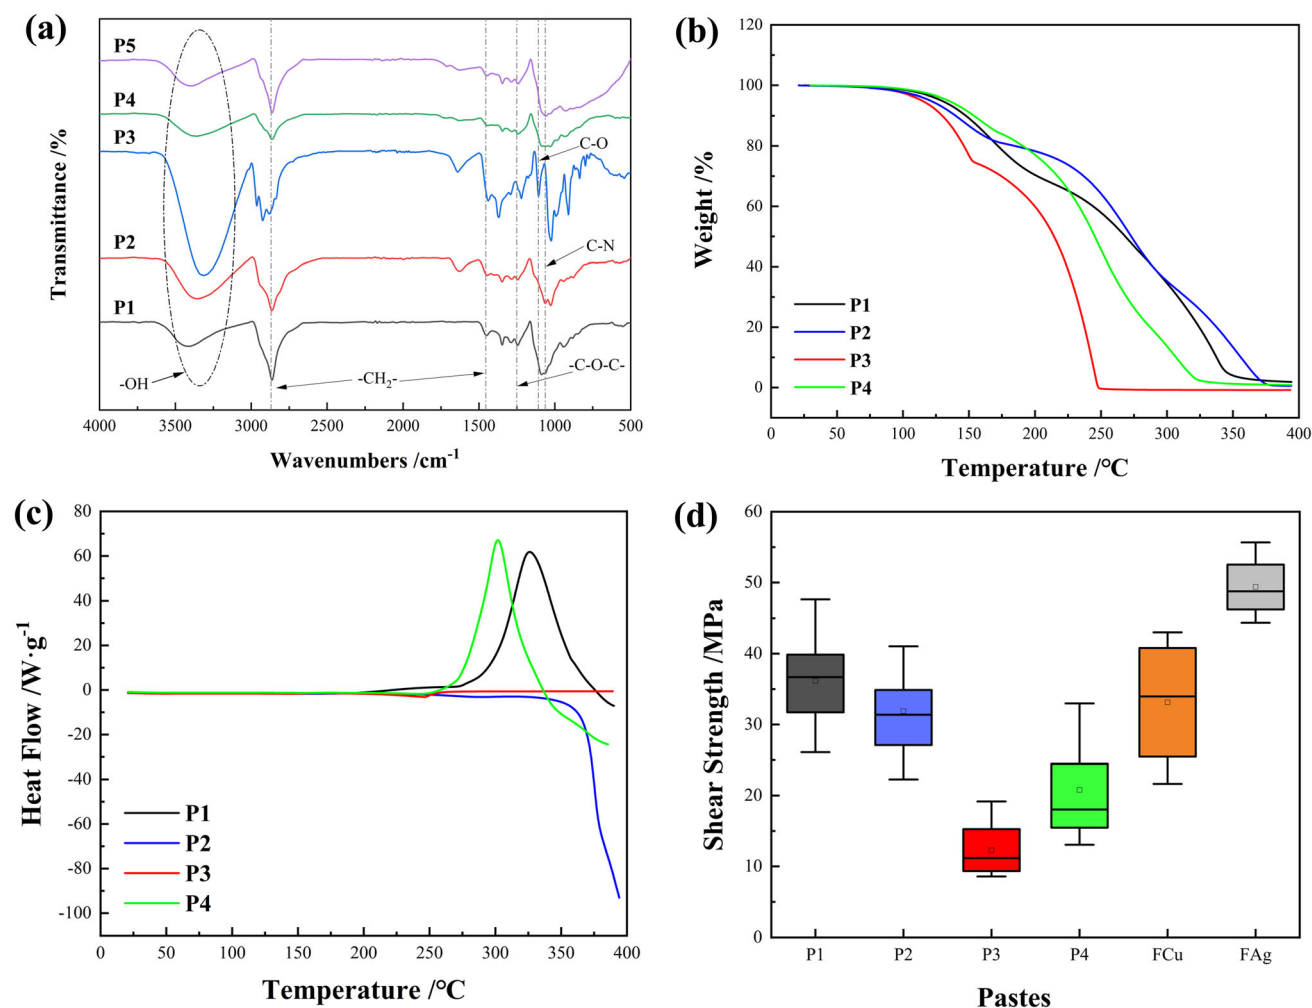 (a)
P5
P4
P3
P2
P1
C-O
C-N
-C-O-C-
-OH
-CH2-
Transmittance /%
4000 3500 3000 2500 2000 1500 1000 500
Wavenumbers /cm-1
(b)
120
100
80
60
40
20
0
Weight /%
P1
P2
P3
P4
0 50 100 150 200 250 300 350 400
Temperature /°C
(c)
80
60
40
20
0
-20
-40
-60
-80
-100
Heat Flow /W·g-1
P1
P2
P3
P4
0 50 100 150 200 250 300 350 400
Temperature /°C
(d)
60
50
40
30
20
10
0
Shear Strength /MPa
P1 P2 P3 P4 FCu FAg
Pastes